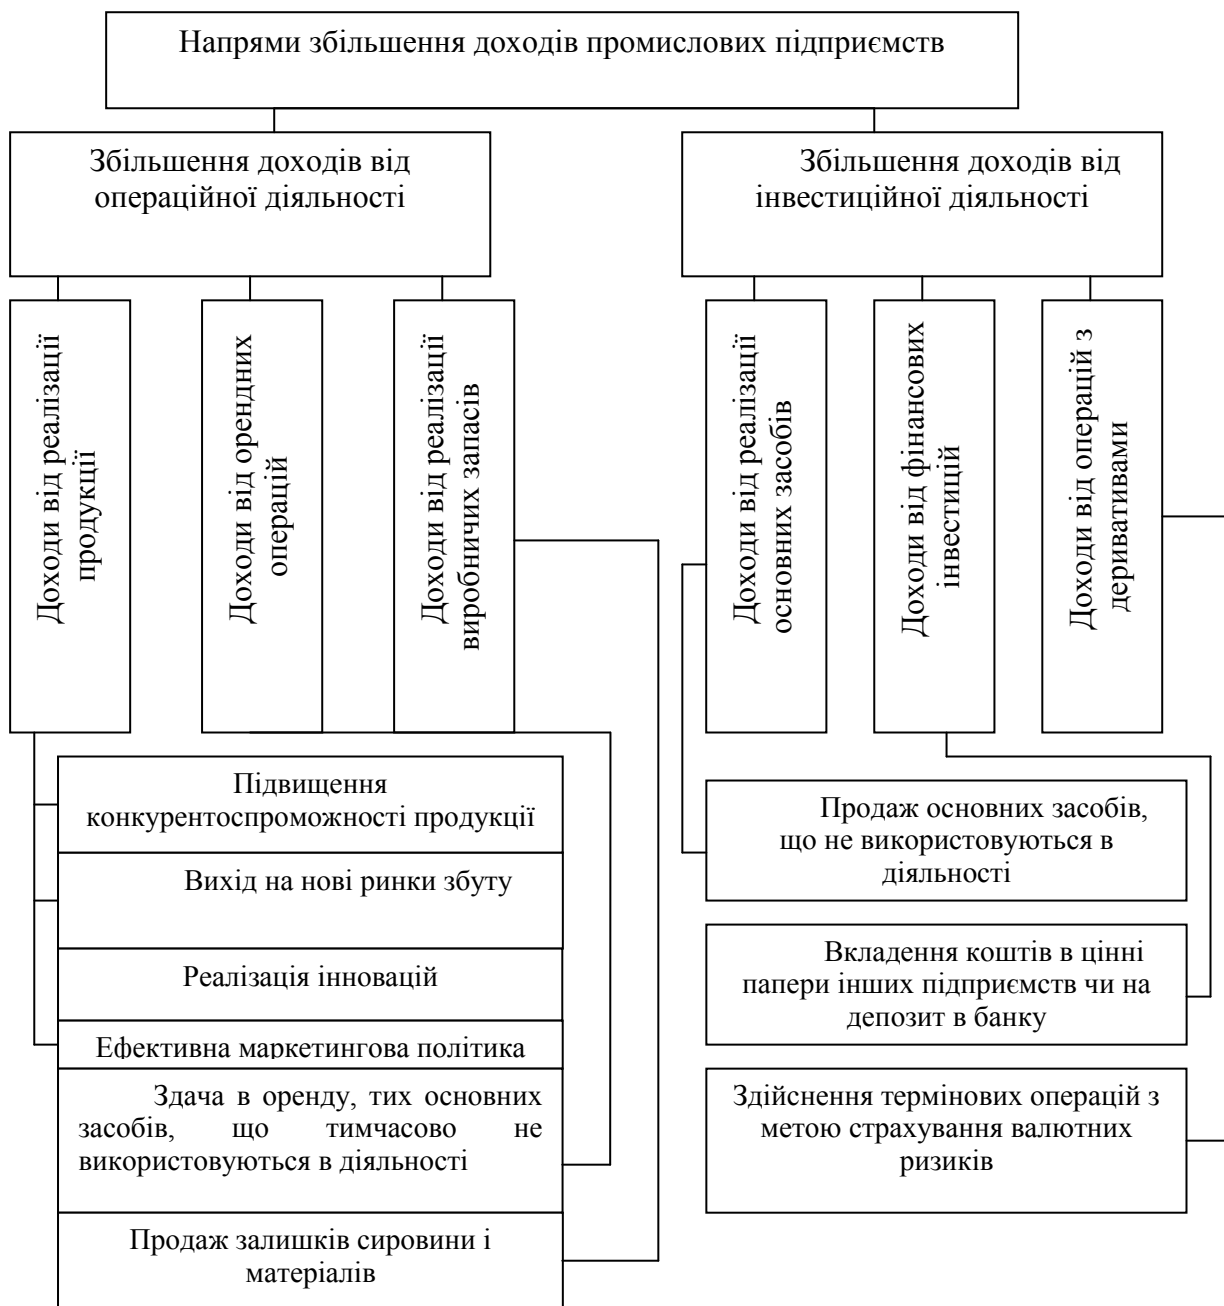 Напрями збільшення доходів промислових підприємств
Збільшення доходів від
операційної діяльності
Збільшення доходів від
інвестиційної діяльності
Доходи від реалізації
продукції
Доходи від орендних
операцій
Доходи від реалізації
виробничих запасів
Доходи від реалізації
основних засобів
Доходи від фінансових
інвестицій
Доходи від операцій з
деривативами
Підвищення
конкурентоспроможності продукції
Вихід на нові ринки збуту
Реалізація інновацій
Ефективна маркетингова політика
Здача в оренду, тих основних
засобів, що тимчасово не
використовуються в діяльності
Продаж залишків сировини і
матеріалів
Продаж основних засобів,
що не використовуються в
діяльності
Вкладення коштів в цінні
папери інших підприємств чи на
депозит в банку
Здійснення термінових операцій з
метою страхування валютних
ризиків